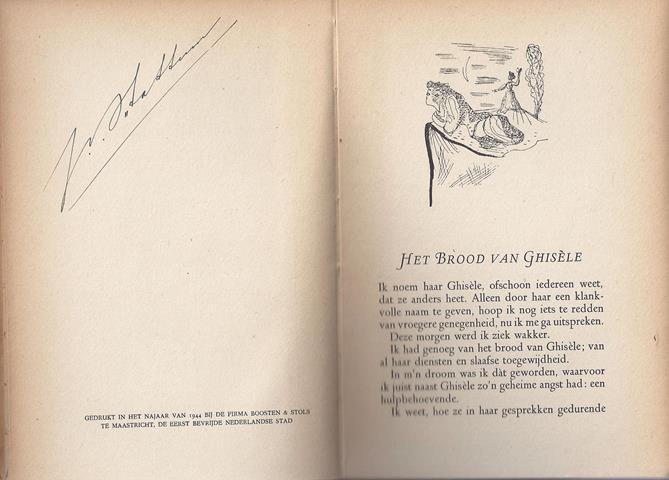 GEDRUKT IN HET NAJAAR VAN 1944 BIJ DE FIRMA BOOSTEN & STOLS
TE MAASTRICHT, DE EERST BEVRIJDE NEDERLANDSE STAD
HET BROOD VAN GHISÈLE
Ik noem haar Ghisèle, ofschoon iedereen weet,
dat ze anders heet. Alleen door haar een klank-
volle naam te geven, hoop ik nog iets te redden
van vroegere genegenheid, nu ik me ga uitspreken.
Deze morgen werd ik ziek wakker.
Ik had genoeg van het brood van Ghisèle; van
al haar diensten en slaafse toegewijdheid.
In m'n droom was ik dàt geworden, waarvoor
ik juist naast Ghisèle zo'n geheime angst had: een
hulpbehoevende.
Ik weet, hoe ze in haar gesprekken gedurende